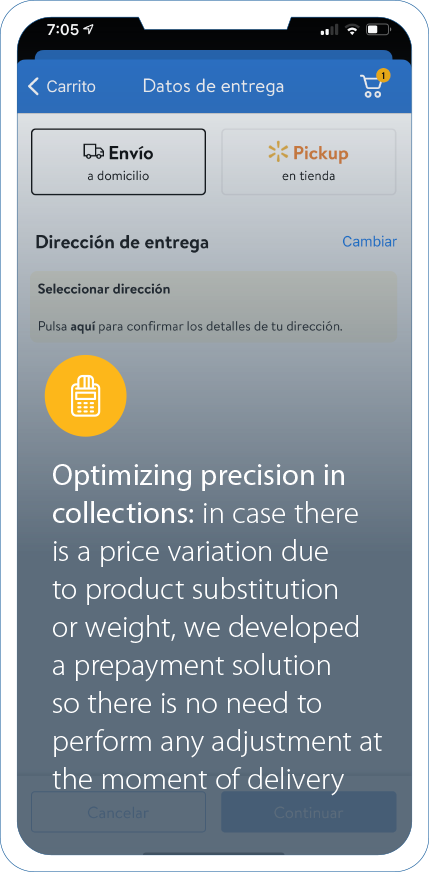 7:05
1
Carrito
Datos de entrega
Envío
a domicilio
Pickup
en tienda
Dirección de entrega
Cambiar
Seleccionar dirección
Pulsa aquí para confirmar los detalles de tu dirección.
Optimizing precision in
collections: in case there
is a price variation due
to product substitution
or weight, we developed
a prepayment solution
so there is no need to
perform any adjustment at
the moment of delivery
Cancelar
Continuar